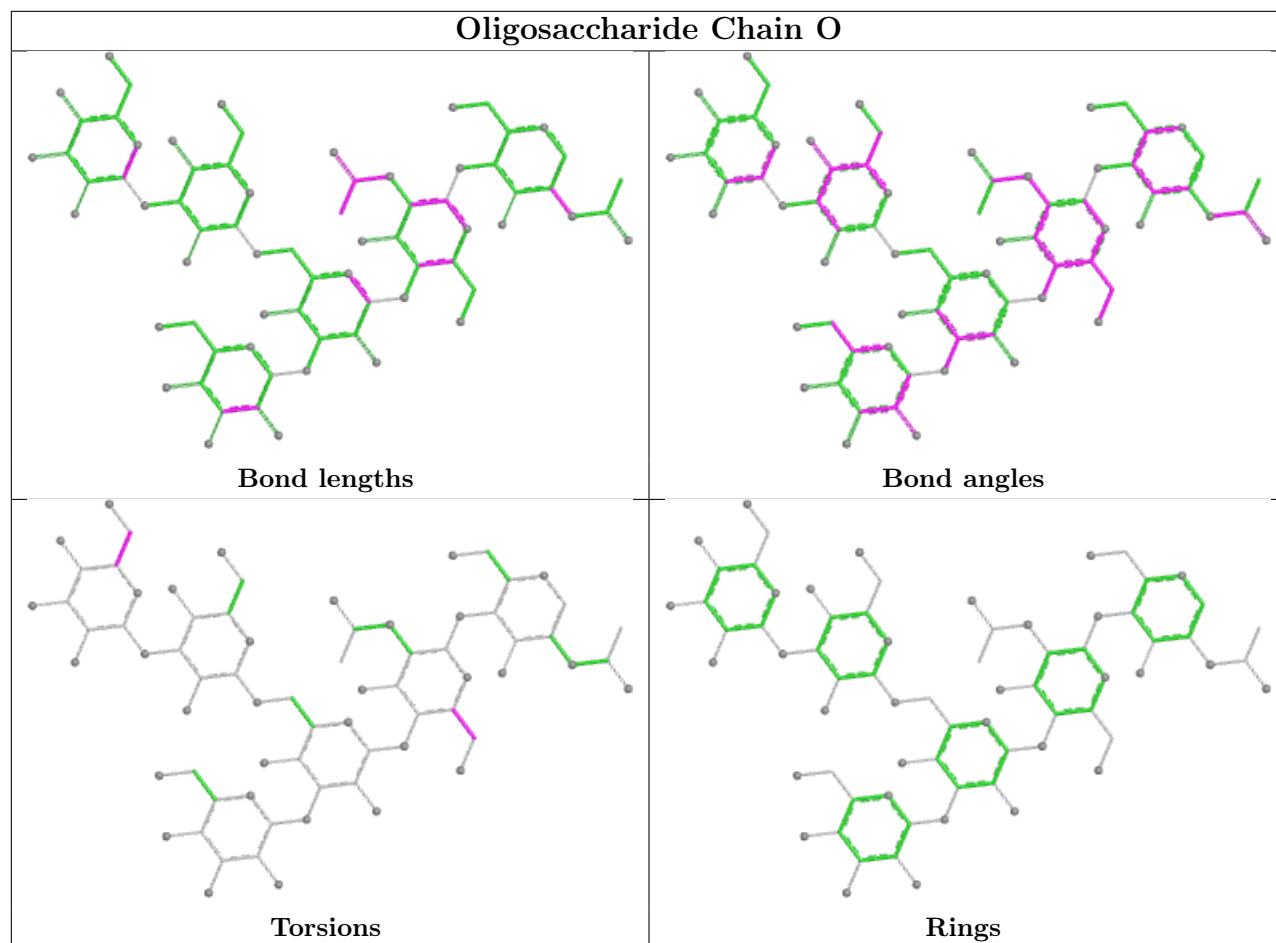 Oligosaccharide Chain O
Bond lengths
Bond angles
Torsions
Rings